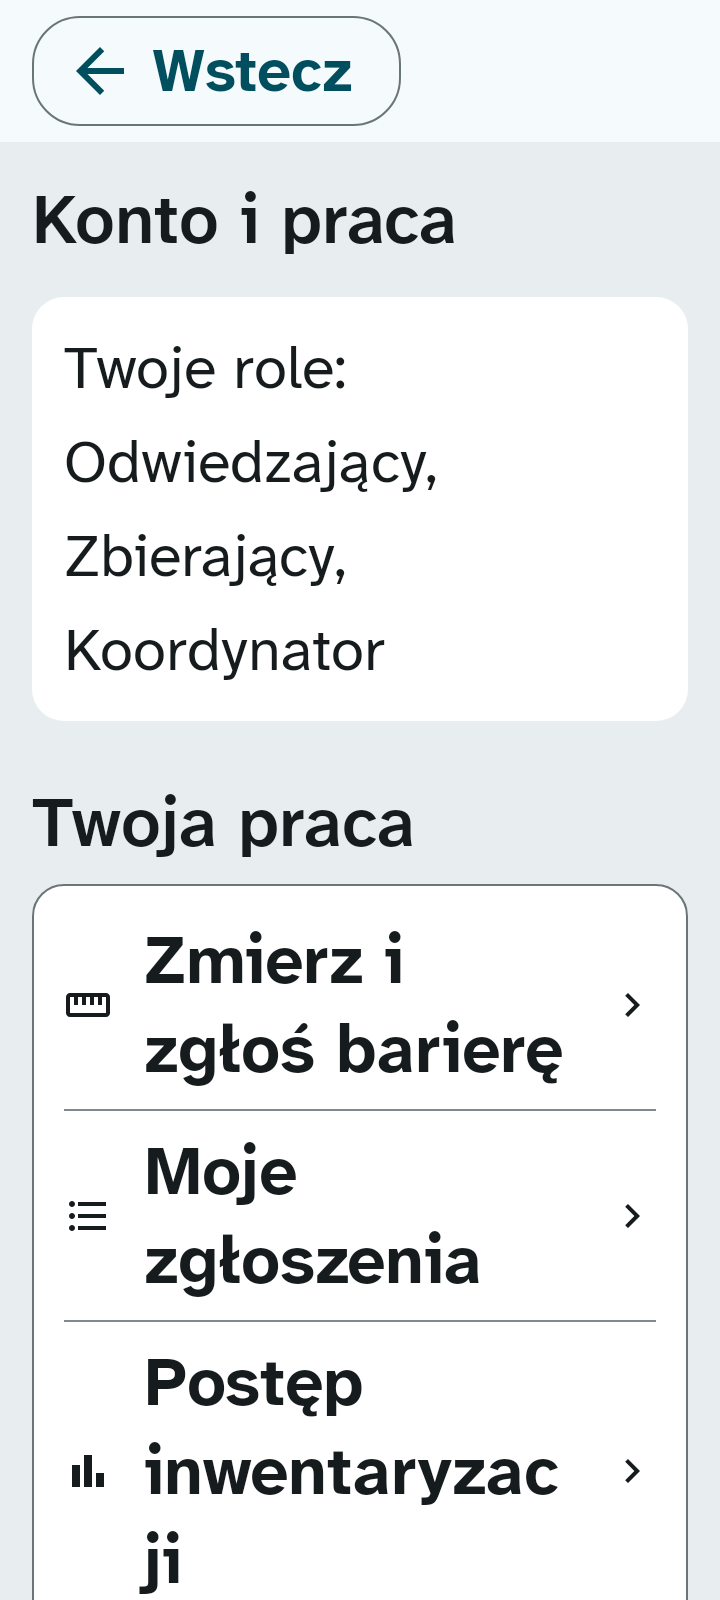 Wstecz
Konto i praca
Twoje role:
Odwiedzający,
Zbierający,
Koordynator
Twoja praca
Zmierz i
zgłoś barierę
Moje
zgłoszenia
Postęp
inwentaryzac
ji